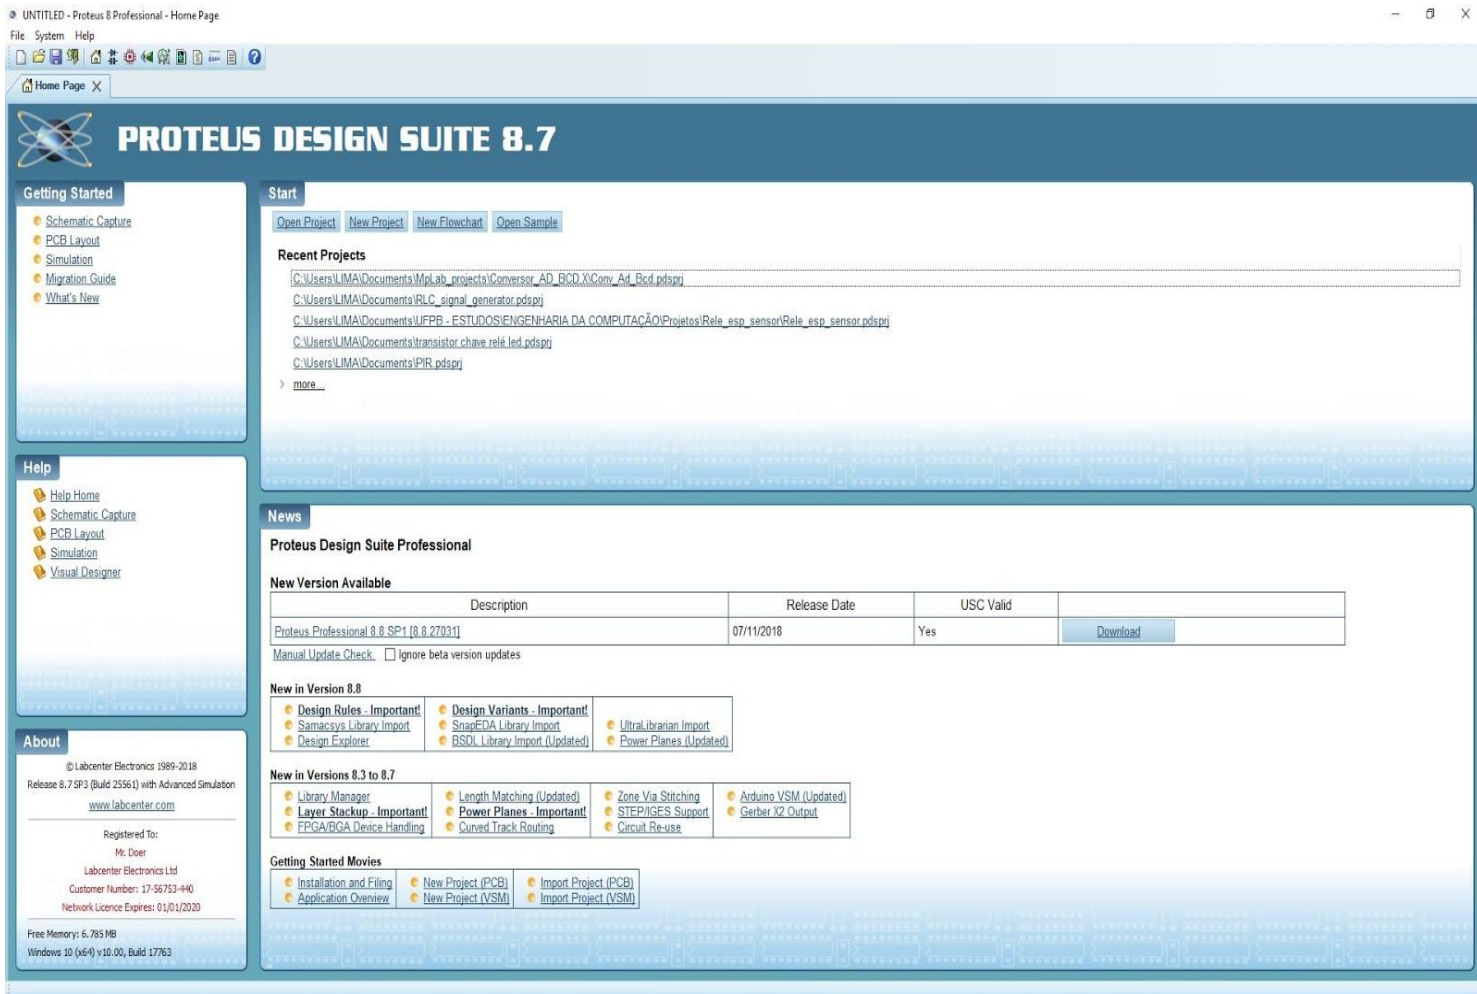 UNTITLED - Proteus 8 Professional - Home Page
File System Help
Home Page
PROTEUS DESIGN SUITE 8.7
Getting Started
Schematic Capture
PCB Layout
Simulation
Migration Guide
What's New
Start
Open Project New Project New Flowchart Open Sample
Recent Projects
C:\Users\LIMA\Documents\MpLab_projects\Conversor_AD_BCD.X\Conv_Ad_Bcd.pdsprj
C:\Users\LIMA\Documents\RLC_signal_generator.pdsprj
C:\Users\LIMA\Documents\UFPB - ESTUDOS\ENGENHARIA DA COMPUTAÇÃO\Projetos\Rele_esp_sensor\Rele_esp_sensor.pdsprj
C:\Users\LIMA\Documents\transistor chave relé led.pdsprj
C:\Users\LIMA\Documents\PIR.pdsprj
more...
Help
Help Home
Schematic Capture
PCB Layout
Simulation
Visual Designer
News
Proteus Design Suite Professional
New Version Available
Description Release Date USC Valid
Proteus Professional 8.8 SP1 [8.8.27031] 07/11/2018 Yes Download
Manual Update Check. Ignore beta version updates
New in Version 8.8
Design Rules - Important! Design Variants - Important!
Samacsys Library Import SnapEDA Library Import UltraLibrarian Import
Design Explorer BSDL Library Import (Updated) Power Planes (Updated)
New in Versions 8.3 to 8.7
Library Manager Length Matching (Updated) Zone Via Stitching Arduino VSM (Updated)
Layer Stackup - Important! Power Planes - Important! STEP/IGES Support Gerber X2 Output
FPGA/BGA Device Handling Curved Track Routing Circuit Re-use
Getting Started Movies
Installation and Filing New Project (PCB) Import Project (PCB)
Application Overview New Project (VSM) Import Project (VSM)
About
© Labcenter Electronics 1989-2018
Release 8.7 SP3 (Build 25561) with Advanced Simulation
www.labcenter.com
Registered To:
Mr. Doer
Labcenter Electronics Ltd
Customer Number: 17-56753-440
Network Licence Expires: 01/01/2020
Free Memory: 6.785 MB
Windows 10 (x64) v10.00, Build 17763